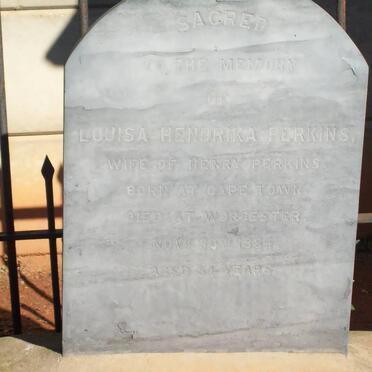 SACRED
TO THE MEMORY
OF
LOUISA HENDRIKA PERKINS,
WIFE OF HENRY PERKINS.
BORN AT CAPE TOWN
DIED AT WORCESTER
NOVR
AGED YEARS.